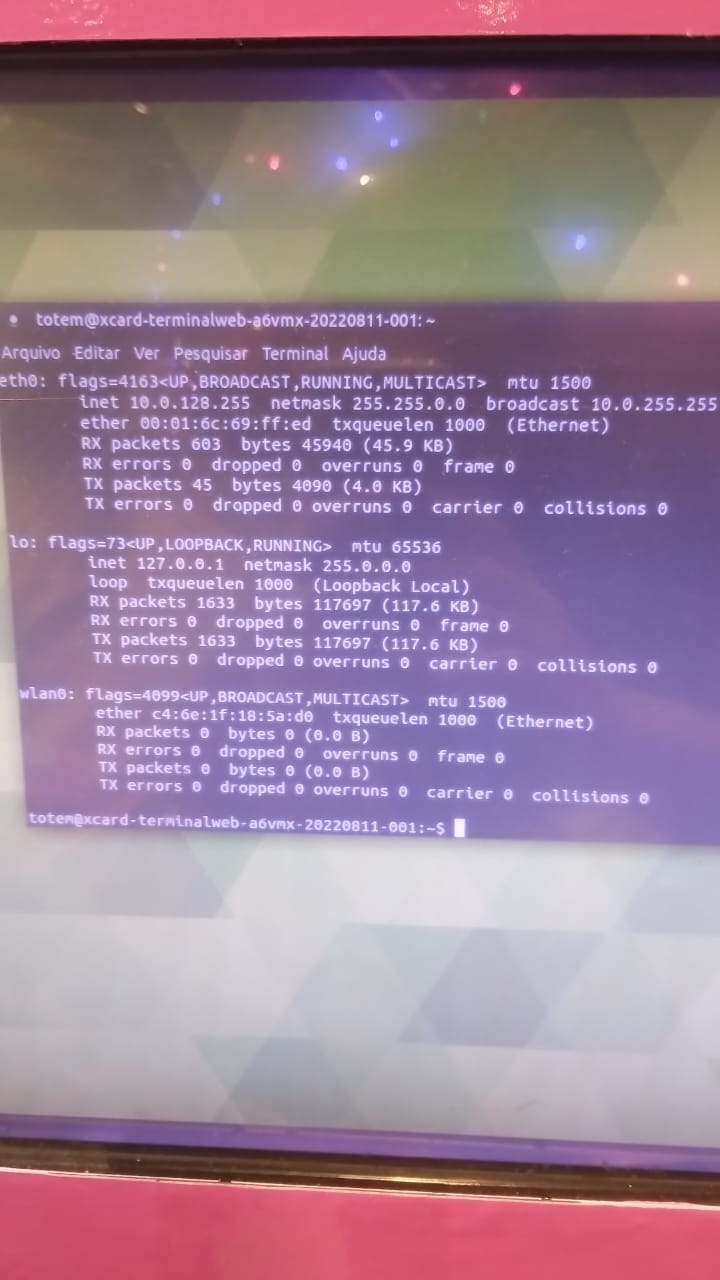 totem@xcard-terminalweb-a6vmx-20220811-001: ~
Arquivo Editar Ver Pesquisar Terminal Ajuda
eth0: flags=4163<UP,BROADCAST,RUNNING,MULTICAST> mtu 1500
inet 10.0.128.255 netmask 255.255.0.0 broadcast 10.0.255.255
ether 00:01:6c:69:ff:ed txqueuelen 1000 (Ethernet)
RX packets 603 bytes 45940 (45.9 KB)
RX errors 0 dropped 0 overruns 0 frame 0
TX packets 45 bytes 4090 (4.0 KB)
TX errors 0 dropped 0 overruns 0 carrier 0 collisions 0
lo: flags=73<UP,LOOPBACK,RUNNING> mtu 65536
inet 127.0.0.1 netmask 255.0.0.0
loop txqueuelen 1000 (Loopback Local)
RX packets 1633 bytes 117697 (117.6 KB)
RX errors 0 dropped 0 overruns 0 frame 0
TX packets 1633 bytes 117697 (117.6 KB)
TX errors 0 dropped 0 overruns 0 carrier 0 collisions 0
wlan0: flags=4099<UP,BROADCAST,MULTICAST> mtu 1500
ether c4:6e:1f:18:5a:d0 txqueuelen 1000 (Ethernet)
RX packets 0 bytes 0 (0.0 B)
RX errors 0 dropped 0 overruns 0 frame 0
TX packets 0 bytes 0 (0.0 B)
TX errors 0 dropped 0 overruns 0 carrier 0 collisions 0
totem@xcard-terminalweb-a6vmx-20220811-001:~$